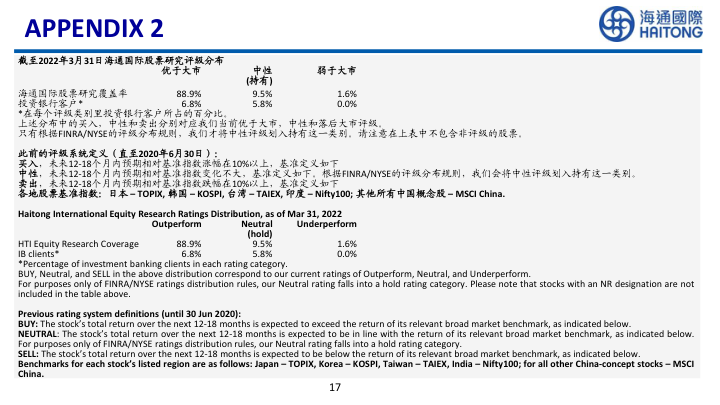 APPENDIX 2
海通國際
HAITONG
截至2022年3月31日海通国际股票研究评级分布
优于大市 中性 弱于大市
(持有)
海通国际股票研究覆盖率 88.9% 9.5% 1.6%
投资银行客户* 6.8% 5.8% 0.0%
*在每个评级类别里投资银行客户所占的百分比。
上述分布中的买入，中性和卖出分别对应我们当前优于大市，中性和落后大市评级。
只有根据FINRA/NYSE的评级分布规则，我们才将中性评级划入持有这一类别。请注意在上表中不包含非评级的股票。
此前的评级系统定义（直至2020年6月30日）：
买入，未来12-18个月内预期相对基准指数涨幅在10%以上，基准定义如下
中性，未来12-18个月内预期相对基准指数变化不大，基准定义如下。根据FINRA/NYSE的评级分布规则，我们会将中性评级划入持有这一类别。
卖出，未来12-18个月内预期相对基准指数跌幅在10%以上，基准定义如下
各地股票基准指数：日本 – TOPIX, 韩国 – KOSPI, 台湾 – TAIEX, 印度 – Nifty100; 其他所有中国概念股 – MSCI China.
Haitong International Equity Research Ratings Distribution, as of Mar 31, 2022
Outperform Neutral Underperform
(hold)
HTI Equity Research Coverage 88.9% 9.5% 1.6%
IB clients* 6.8% 5.8% 0.0%
*Percentage of investment banking clients in each rating category.
BUY, Neutral, and SELL in the above distribution correspond to our current ratings of Outperform, Neutral, and Underperform.
For purposes only of FINRA/NYSE ratings distribution rules, our Neutral rating falls into a hold rating category. Please note that stocks with an NR designation are not
included in the table above.
Previous rating system definitions (until 30 Jun 2020):
BUY: The stock’s total return over the next 12-18 months is expected to exceed the return of its relevant broad market benchmark, as indicated below.
NEUTRAL: The stock’s total return over the next 12-18 months is expected to be in line with the return of its relevant broad market benchmark, as indicated below.
For purposes only of FINRA/NYSE ratings distribution rules, our Neutral rating falls into a hold category.
SELL: The stock’s total return over the next 12-18 months is expected to be below the return of its relevant broad market benchmark, as indicated below.
Benchmarks for each stock’s listed region are as follows: Japan – TOPIX, Korea – KOSPI, Taiwan – TAIEX, India – Nifty100; for all other China-concept stocks – MSCI
China.
17